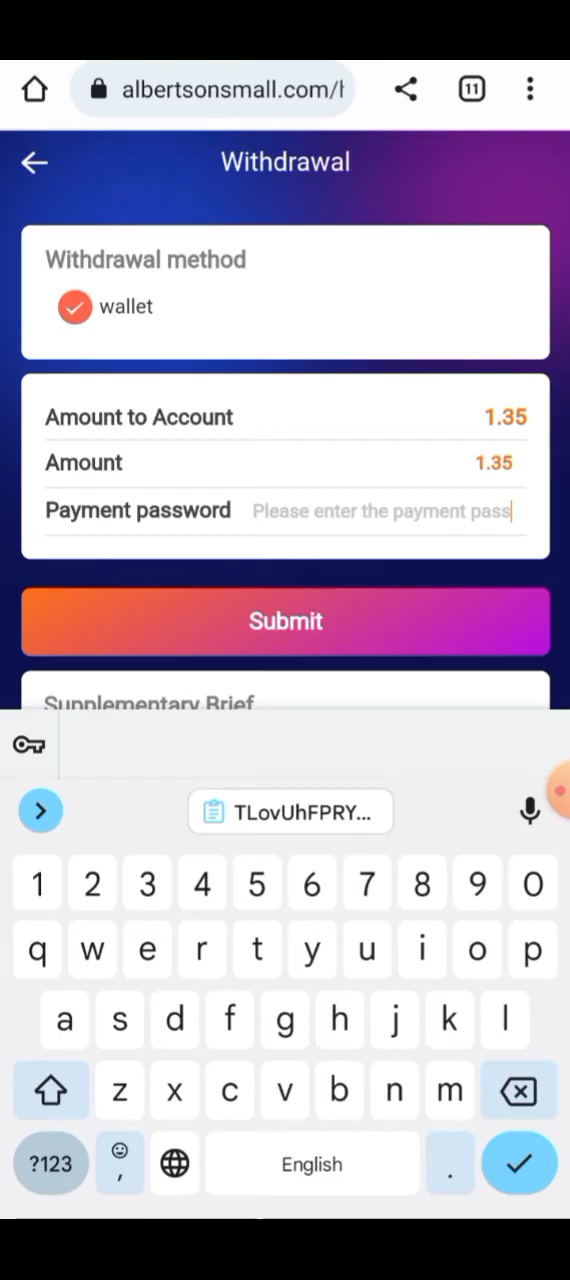 albertsonsmall.com/h
11
Withdrawal
Withdrawal method
wallet
Amount to Account 1.35
Amount 1.35
Payment password Please enter the payment pass
Submit
Supplementary Brief
TLovUhFPRY...
1 2 3 4 5 6 7 8 9 0
q w e r t y u i o p
a s d f g h j k l
z x c v b n m
?123 , English .